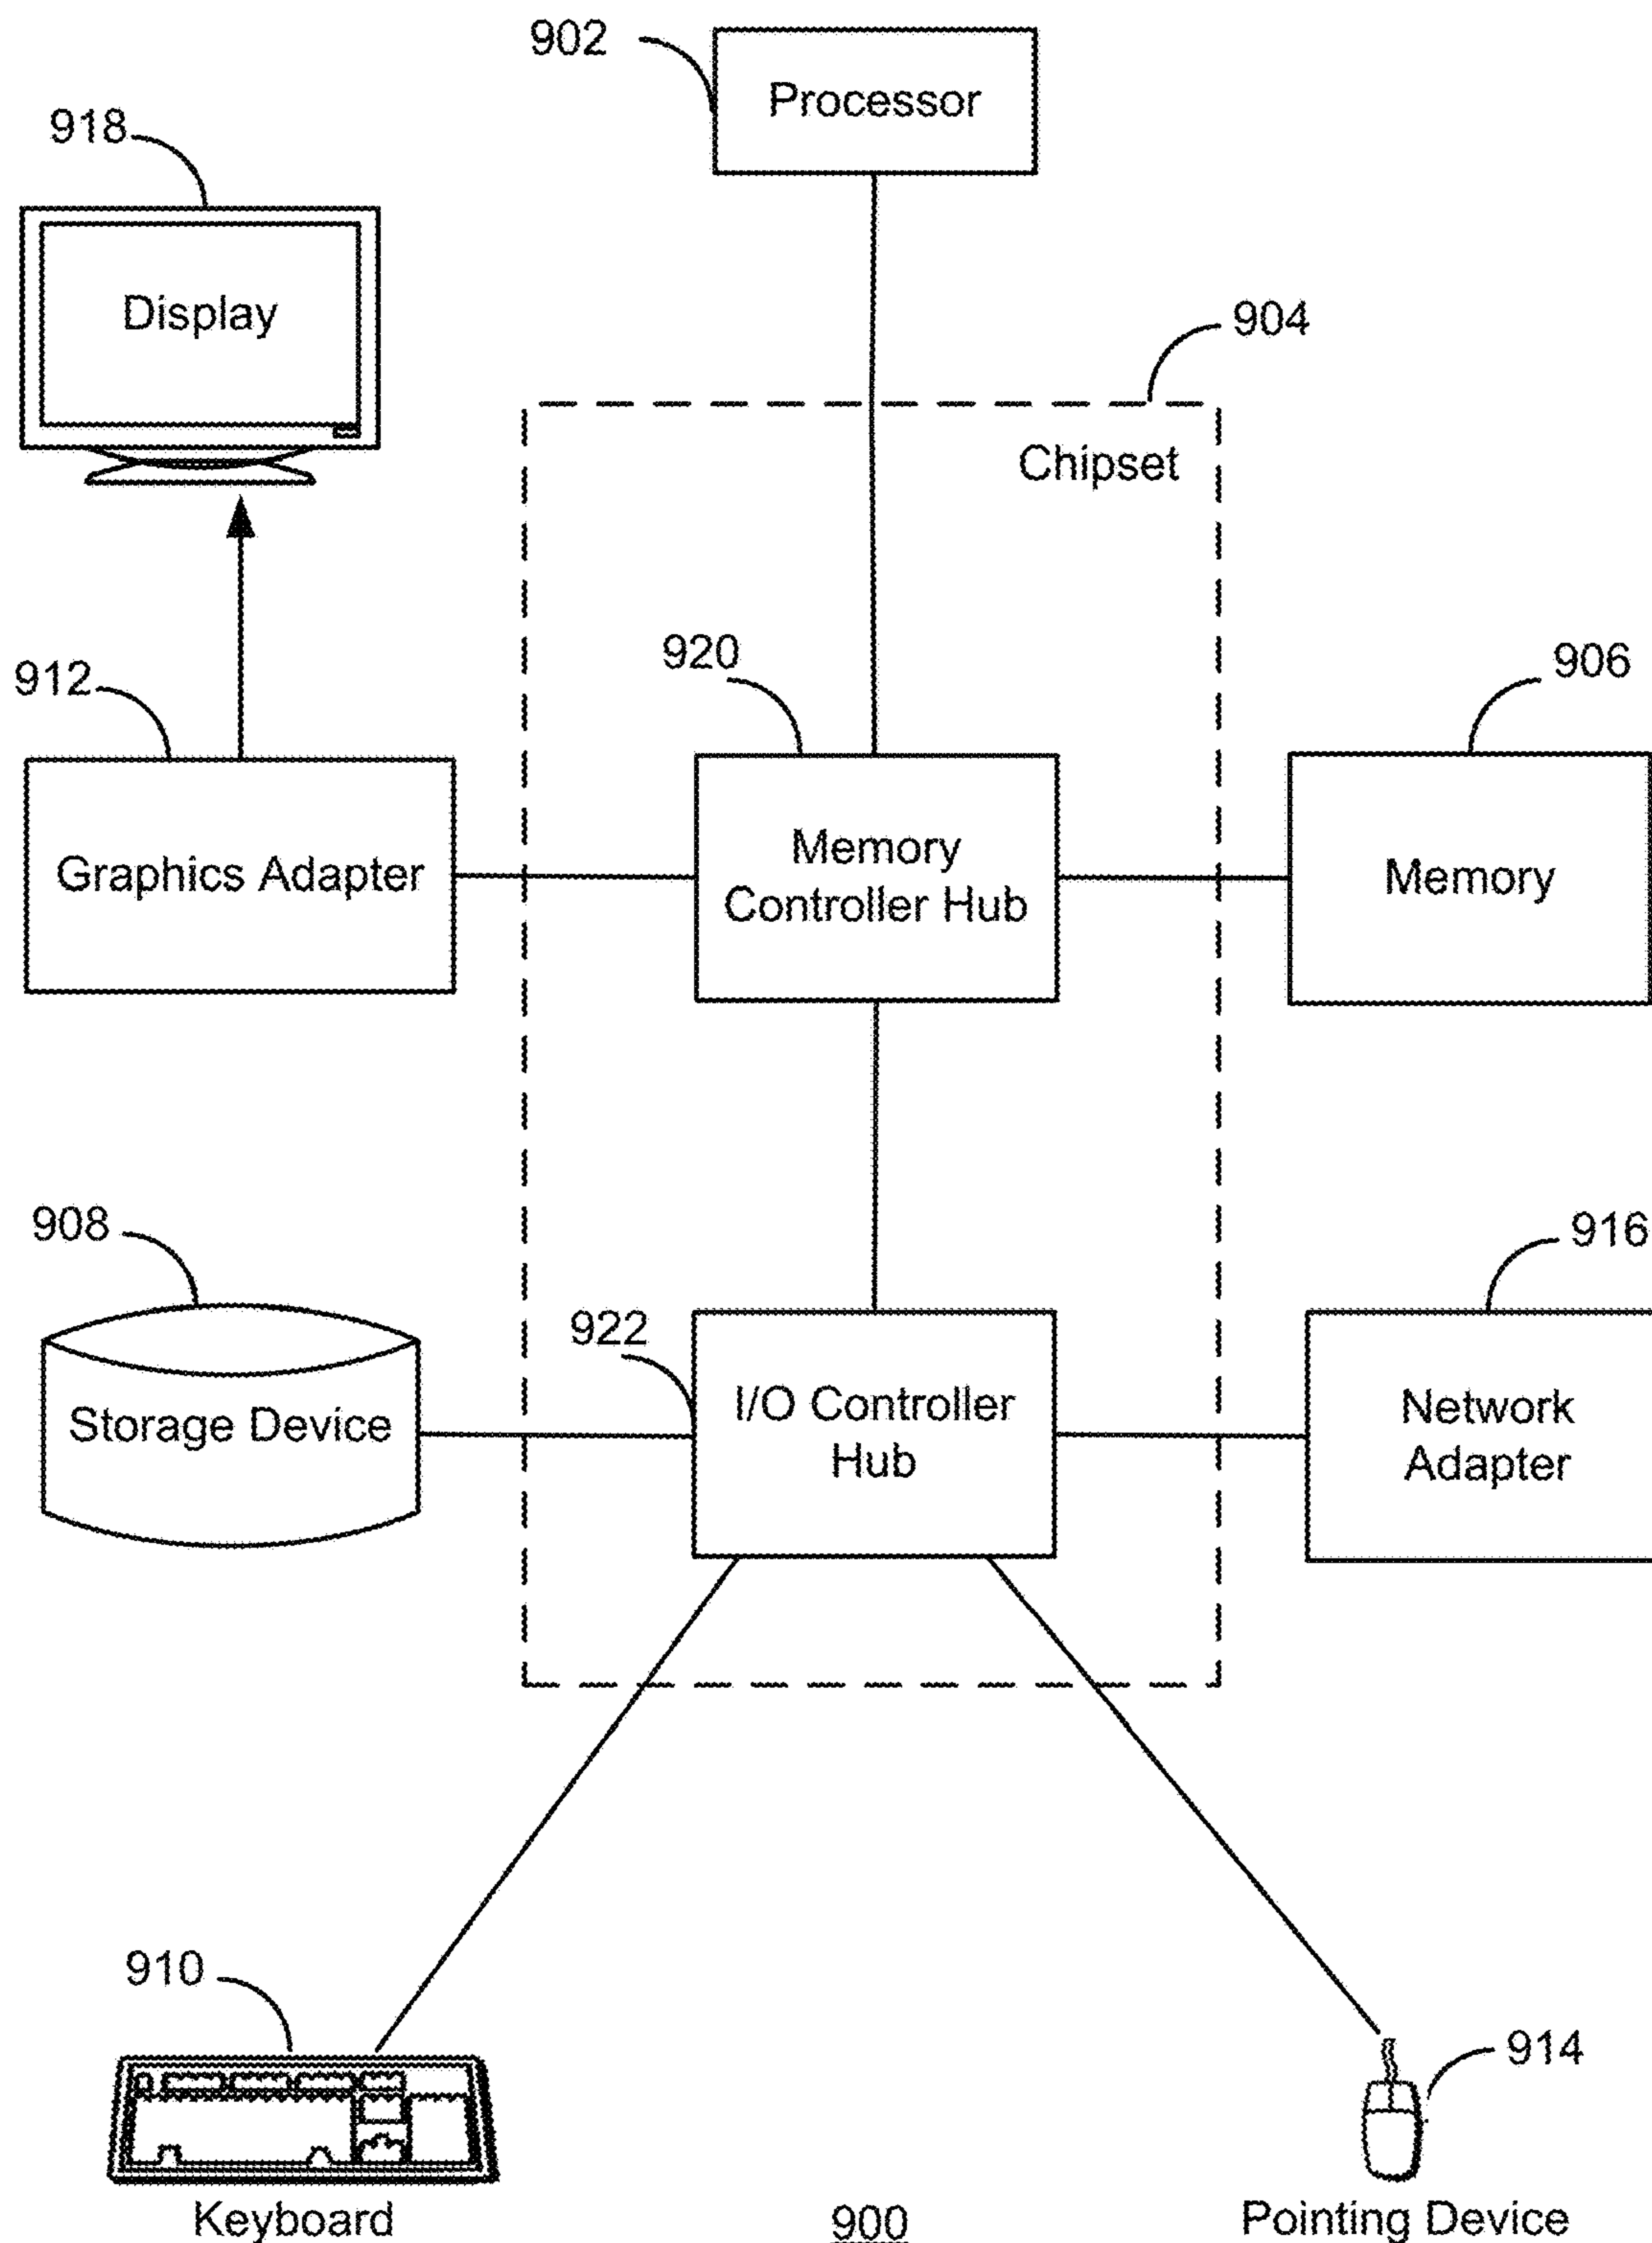 902
Processor
918
Display
904
Chipset
920
906
912
Memory
Controller Hub
Graphics Adapter
Memory
908
916
922
I/O Controller
Hub
Storage Device
Network
Adapter
910
914
Keyboard
900
Pointing Device